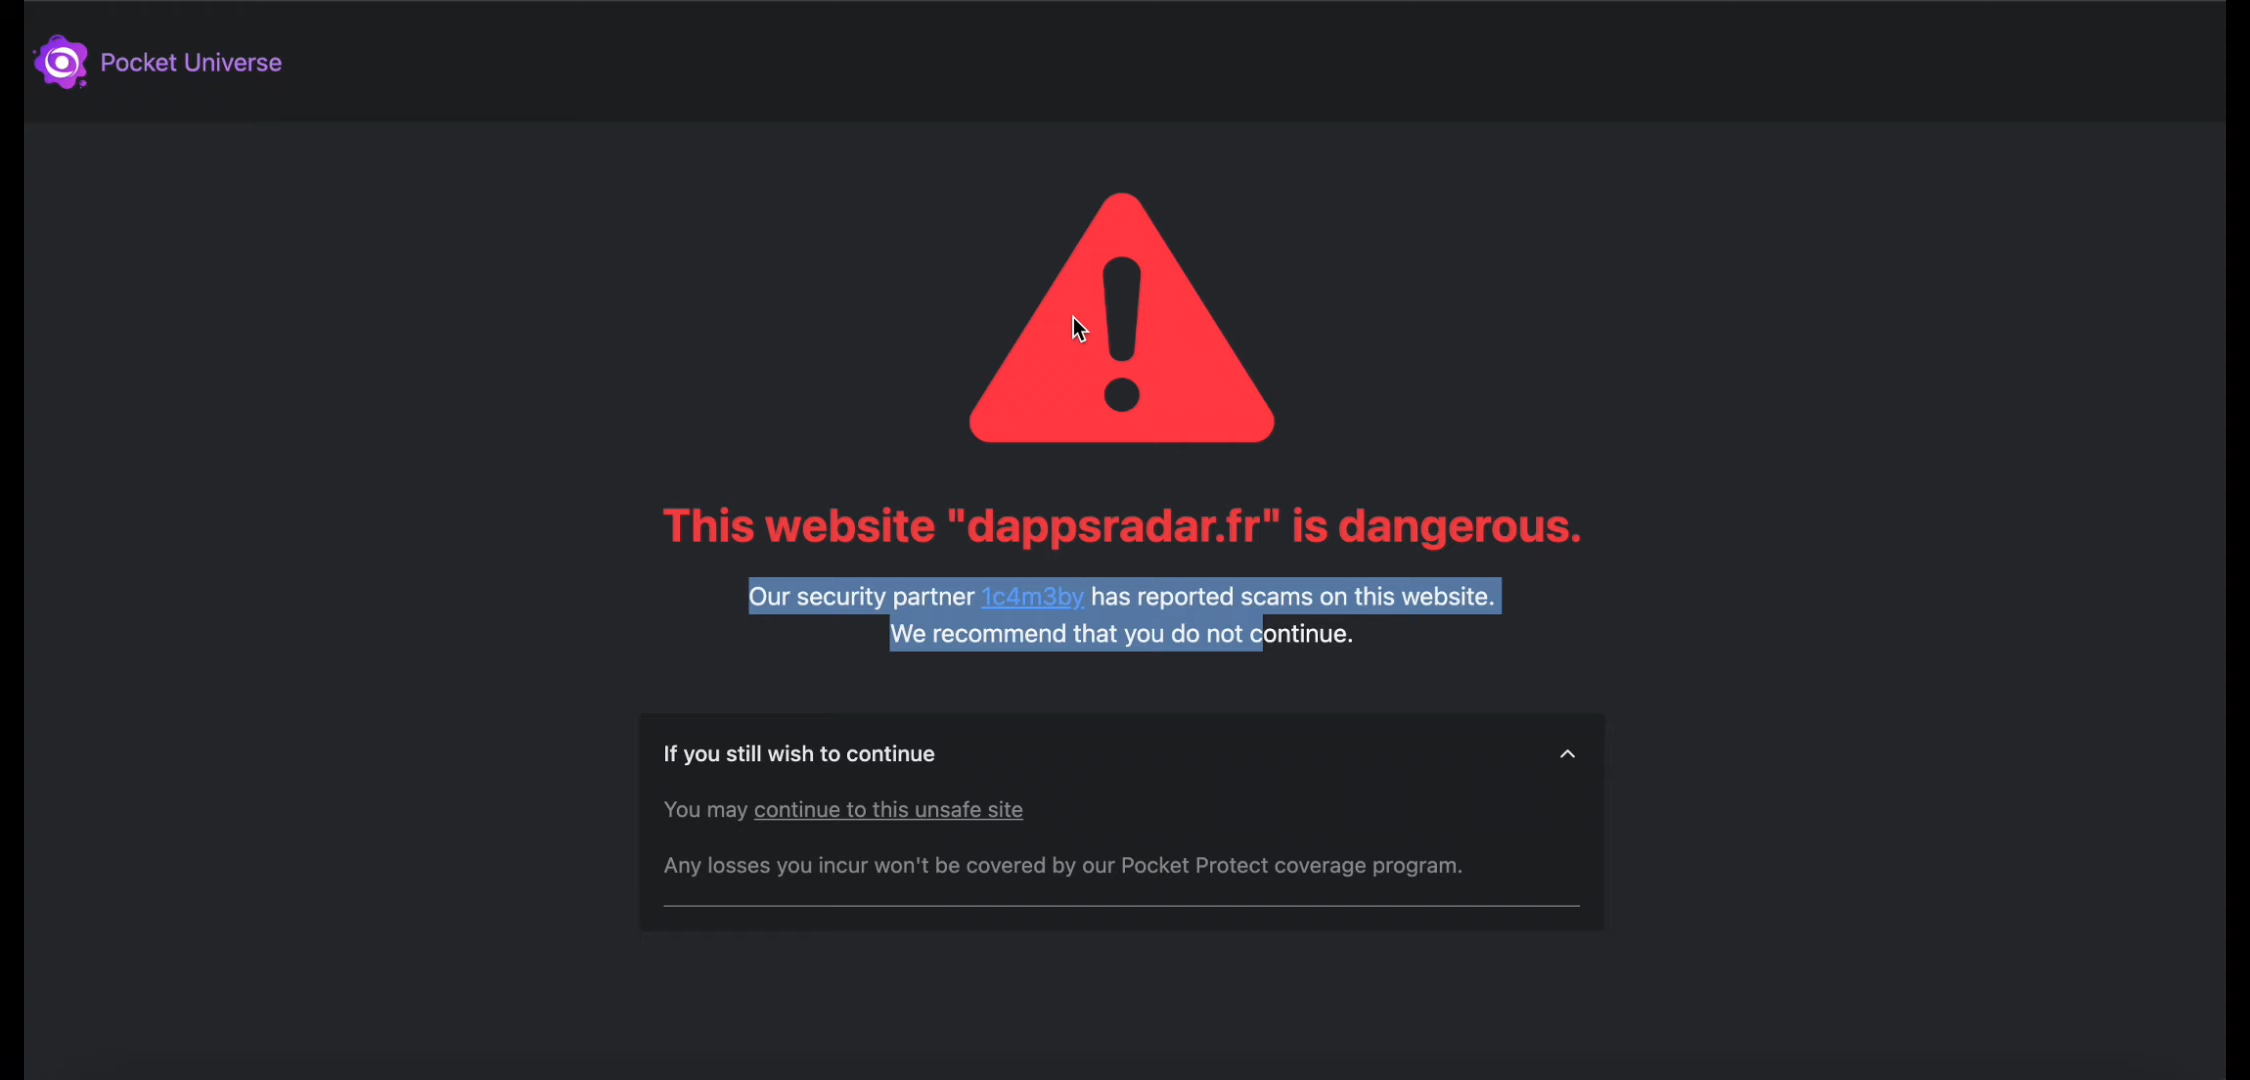 Pocket Universe
This website "dappsradar.fr" is dangerous.
Our security partner 1c4m3by has reported scams on this website.
We recommend that you do not continue.
If you still wish to continue
You may continue to this unsafe site
Any losses you incur won't be covered by our Pocket Protect coverage program.